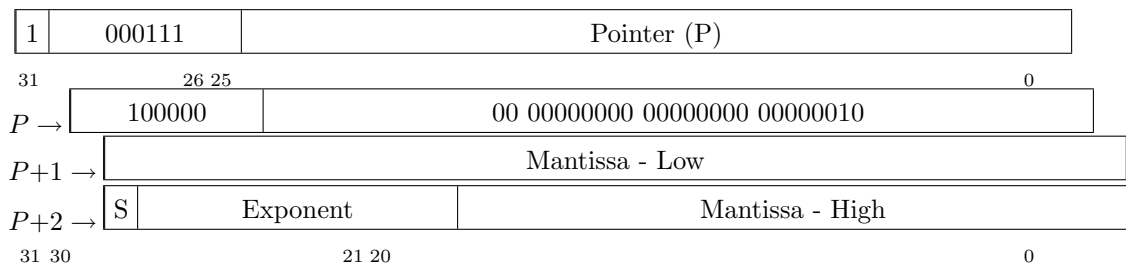 1 000111 Pointer (P)
31 26 25 0
P → 100000 00 00000000 00000000 00000010
P+1 → Mantissa - Low
P+2 → S Exponent Mantissa - High
31 30 21 20 0